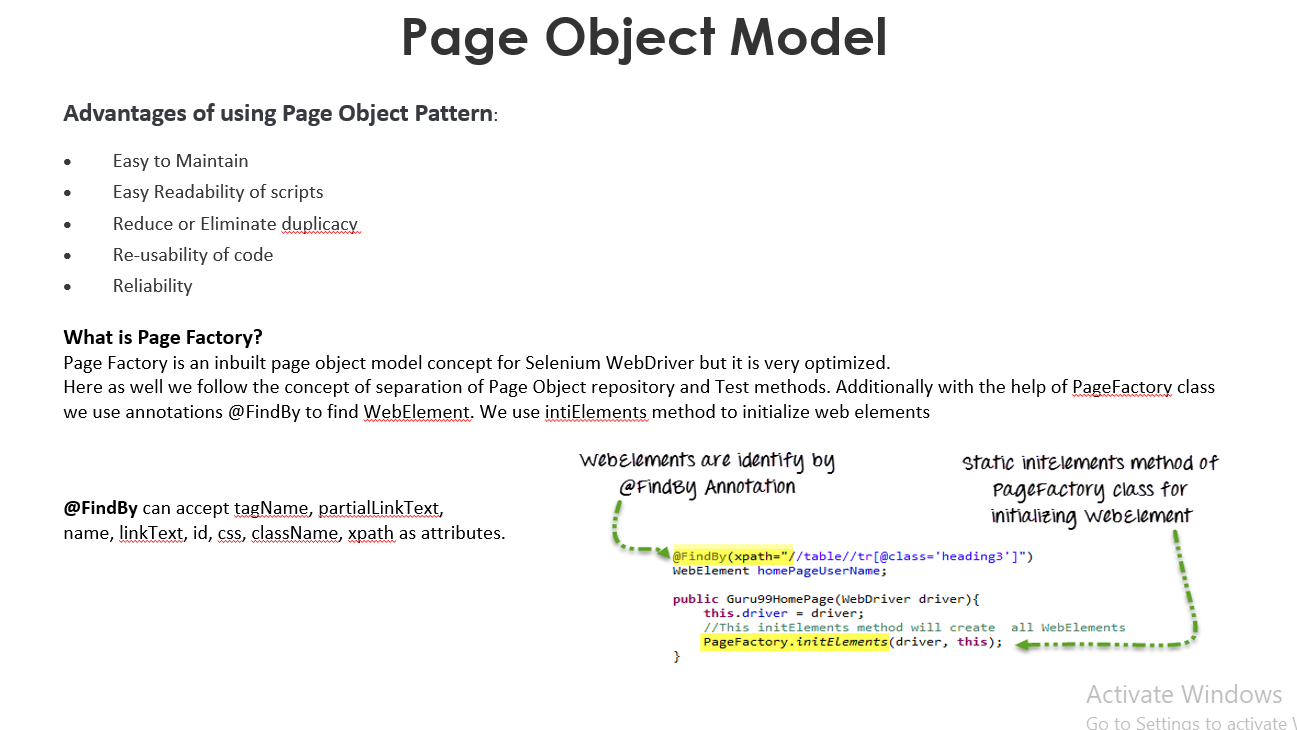 Page Object Model
Advantages of using Page Object Pattern:
• Easy to Maintain
• Easy Readability of scripts
• Reduce or Eliminate duplicacy
• Re-usability of code
• Reliability
What is Page Factory?
Page Factory is an inbuilt page object model concept for Selenium WebDriver but it is very optimized.
Here as well we follow the concept of separation of Page Object repository and Test methods. Additionally with the help of PageFactory class
we use annotations @FindBy to find WebElement. We use intiElements method to initialize web elements
@FindBy can accept tagName, partialLinkText,
name, linkText, id, css, className, xpath as attributes.
WebElements are identify by
@FindBy Annotation
Static initElements method of
PageFactory class for
initializing WebElement
@FindBy(xpath="//table//tr[@class='heading3']")
WebElement homePageUserName;
public Guru99HomePage(WebDriver driver){
this.driver = driver;
//This initElements method will create  all WebElements
PageFactory.initElements(driver, this);
}
Activate Windows
Go to Settings to activate